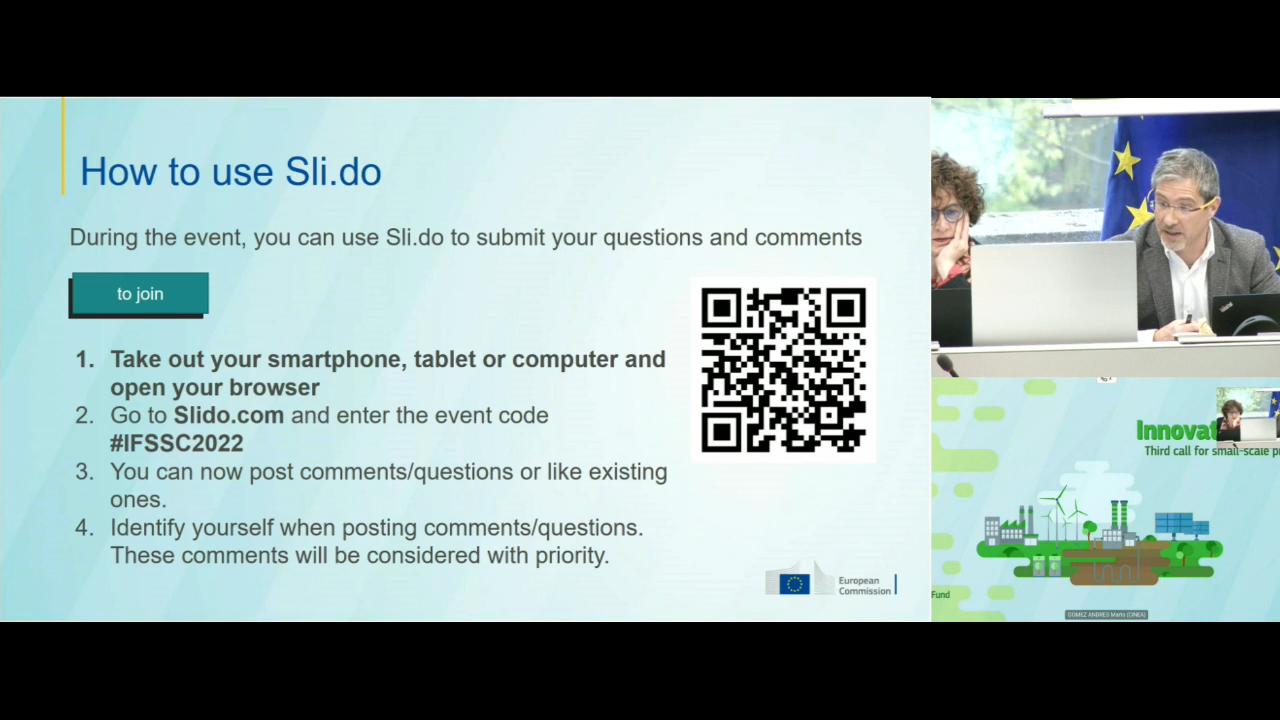 How to use Sli.do
During the event, you can use Sli.do to submit your questions and comments
to join
1. Take out your smartphone, tablet or computer and
open your browser
2. Go to Slido.com and enter the event code
#IFSSC2022
3. You can now post comments/questions or like existing
ones.
4. Identify yourself when posting comments/questions.
These comments will be considered with priority.
European
Commission
Innovat
Third call for small-scale p
Fund
GOMEZ ANDRES Marta (CINEA)